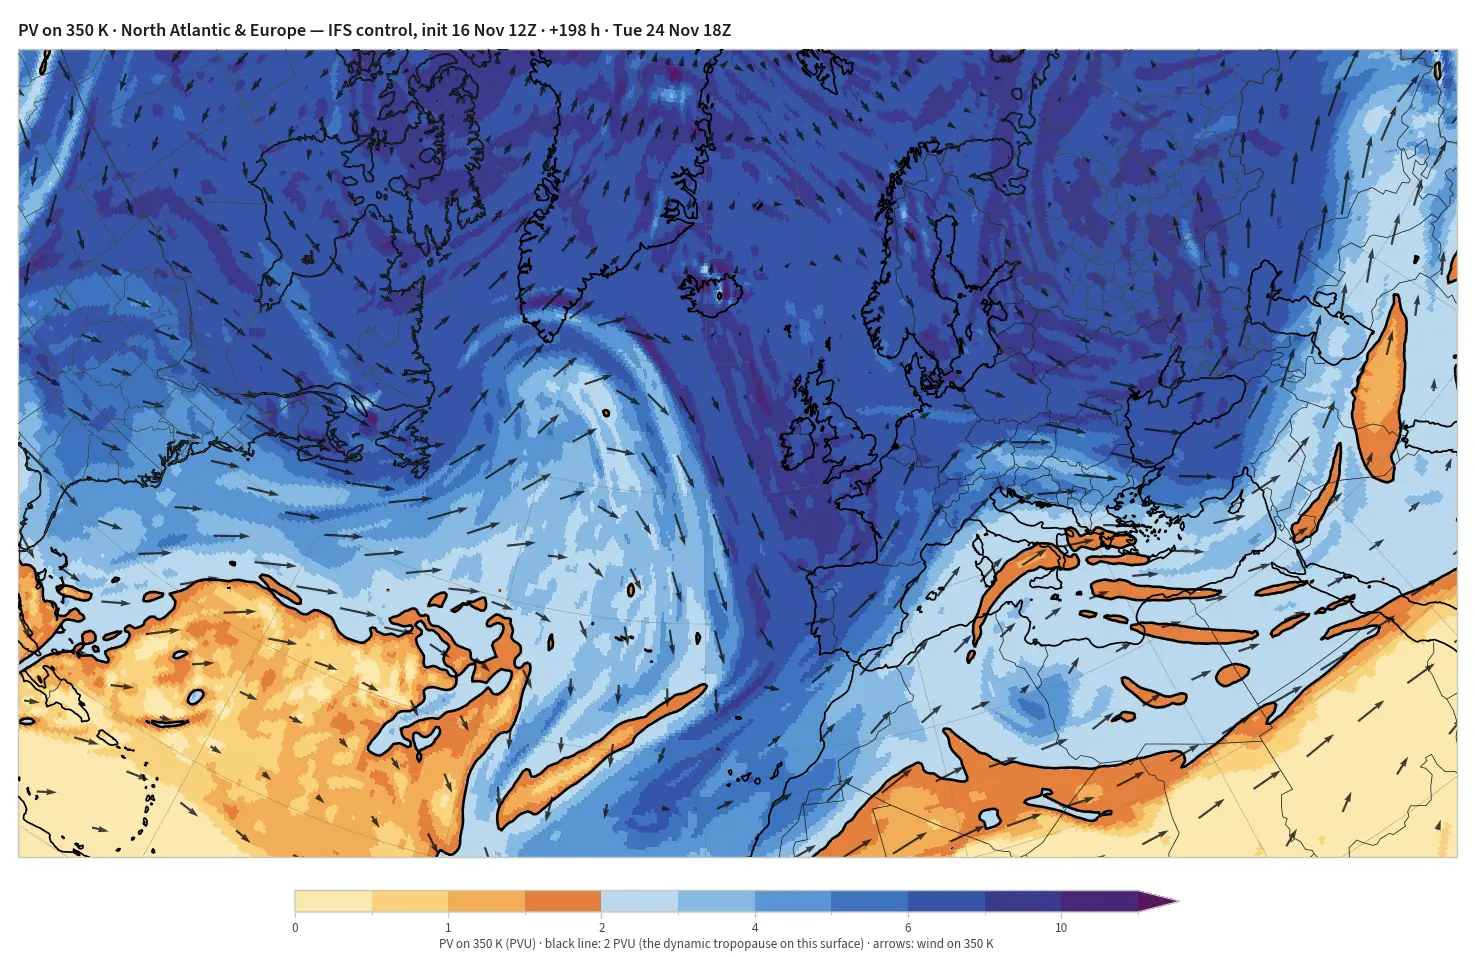 PV on 350 K · North Atlantic & Europe — IFS control, init 16 Nov 12Z · +198 h · Tue 24 Nov 18Z
0 1 2 4 6 10
PV on 350 K (PVU) · black line: 2 PVU (the dynamic tropopause on this surface) · arrows: wind on 350 K